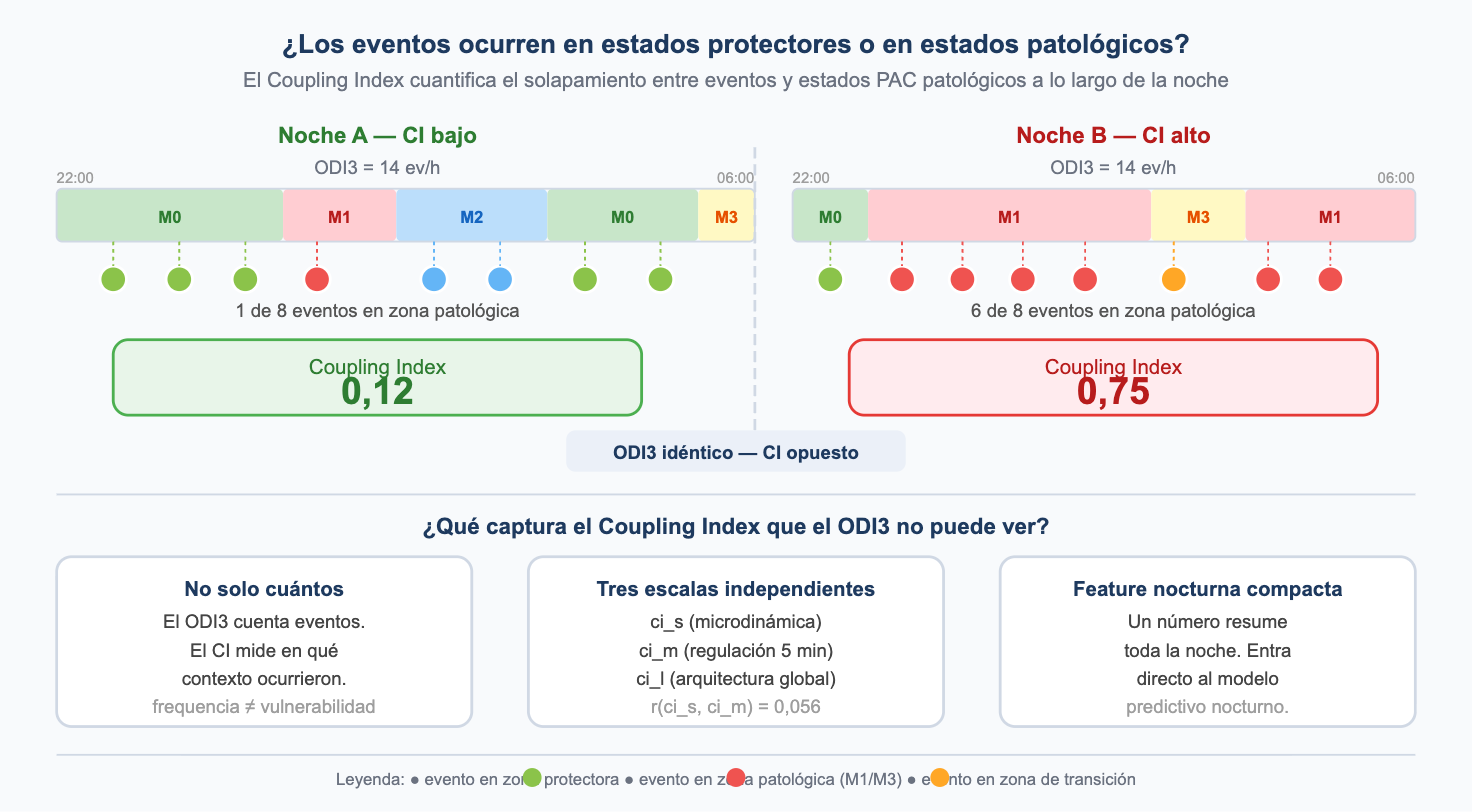 ¿Los eventos ocurren en estados protectores o en estados patológicos?
El Coupling Index cuantifica el solapamiento entre eventos y estados PAC patológicos a lo largo de la noche
Noche A — CI bajo
ODI3 = 14 ev/h
22:00
06:00
M0
M1
M2
M0
M3
1 de 8 eventos en zona patológica
Coupling Index
0,12
Noche B — CI alto
ODI3 = 14 ev/h
22:00
06:00
M0
M1
M3
M1
6 de 8 eventos en zona patológica
Coupling Index
0,75
ODI3 idéntico — CI opuesto
¿Qué captura el Coupling Index que el ODI3 no puede ver?
No solo cuántos
El ODI3 cuenta eventos.
El CI mide en qué
contexto ocurrieron.
frequencia ≠ vulnerabilidad
Tres escalas independientes
ci_s (microdinámica)
ci_m (regulación 5 min)
ci_l (arquitectura global)
r(ci_s, ci_m) = 0,056
Feature nocturna compacta
Un número resume
toda la noche. Entra
directo al modelo
predictivo nocturno.
Leyenda: ● evento en zona protectora ● evento en zona patológica (M1/M3) ● evento en zona de transición